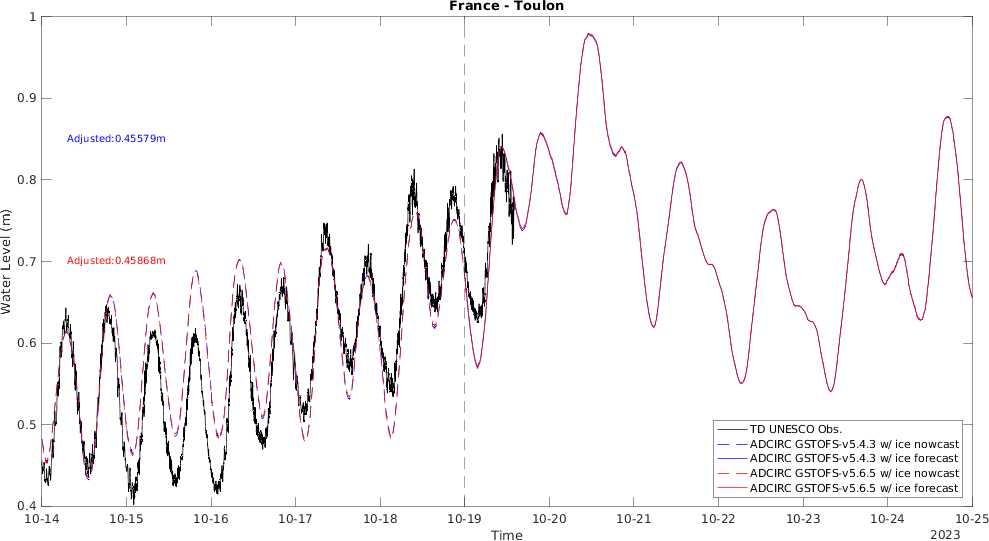 France - Toulon
1
0.9
0.8
0.7
0.6
0.5
0.4
Water Level (m)
Adjusted:0.45579m
Adjusted:0.45868m
TD UNESCO Obs.
ADCIRC GSTOFS-v5.4.3 w/ ice nowcast
ADCIRC GSTOFS-v5.4.3 w/ ice forecast
ADCIRC GSTOFS-v5.6.5 w/ ice nowcast
ADCIRC GSTOFS-v5.6.5 w/ ice forecast
10-14 10-15 10-16 10-17 10-18 10-19 10-20 10-21 10-22 10-23 10-24 10-25
Time
2023